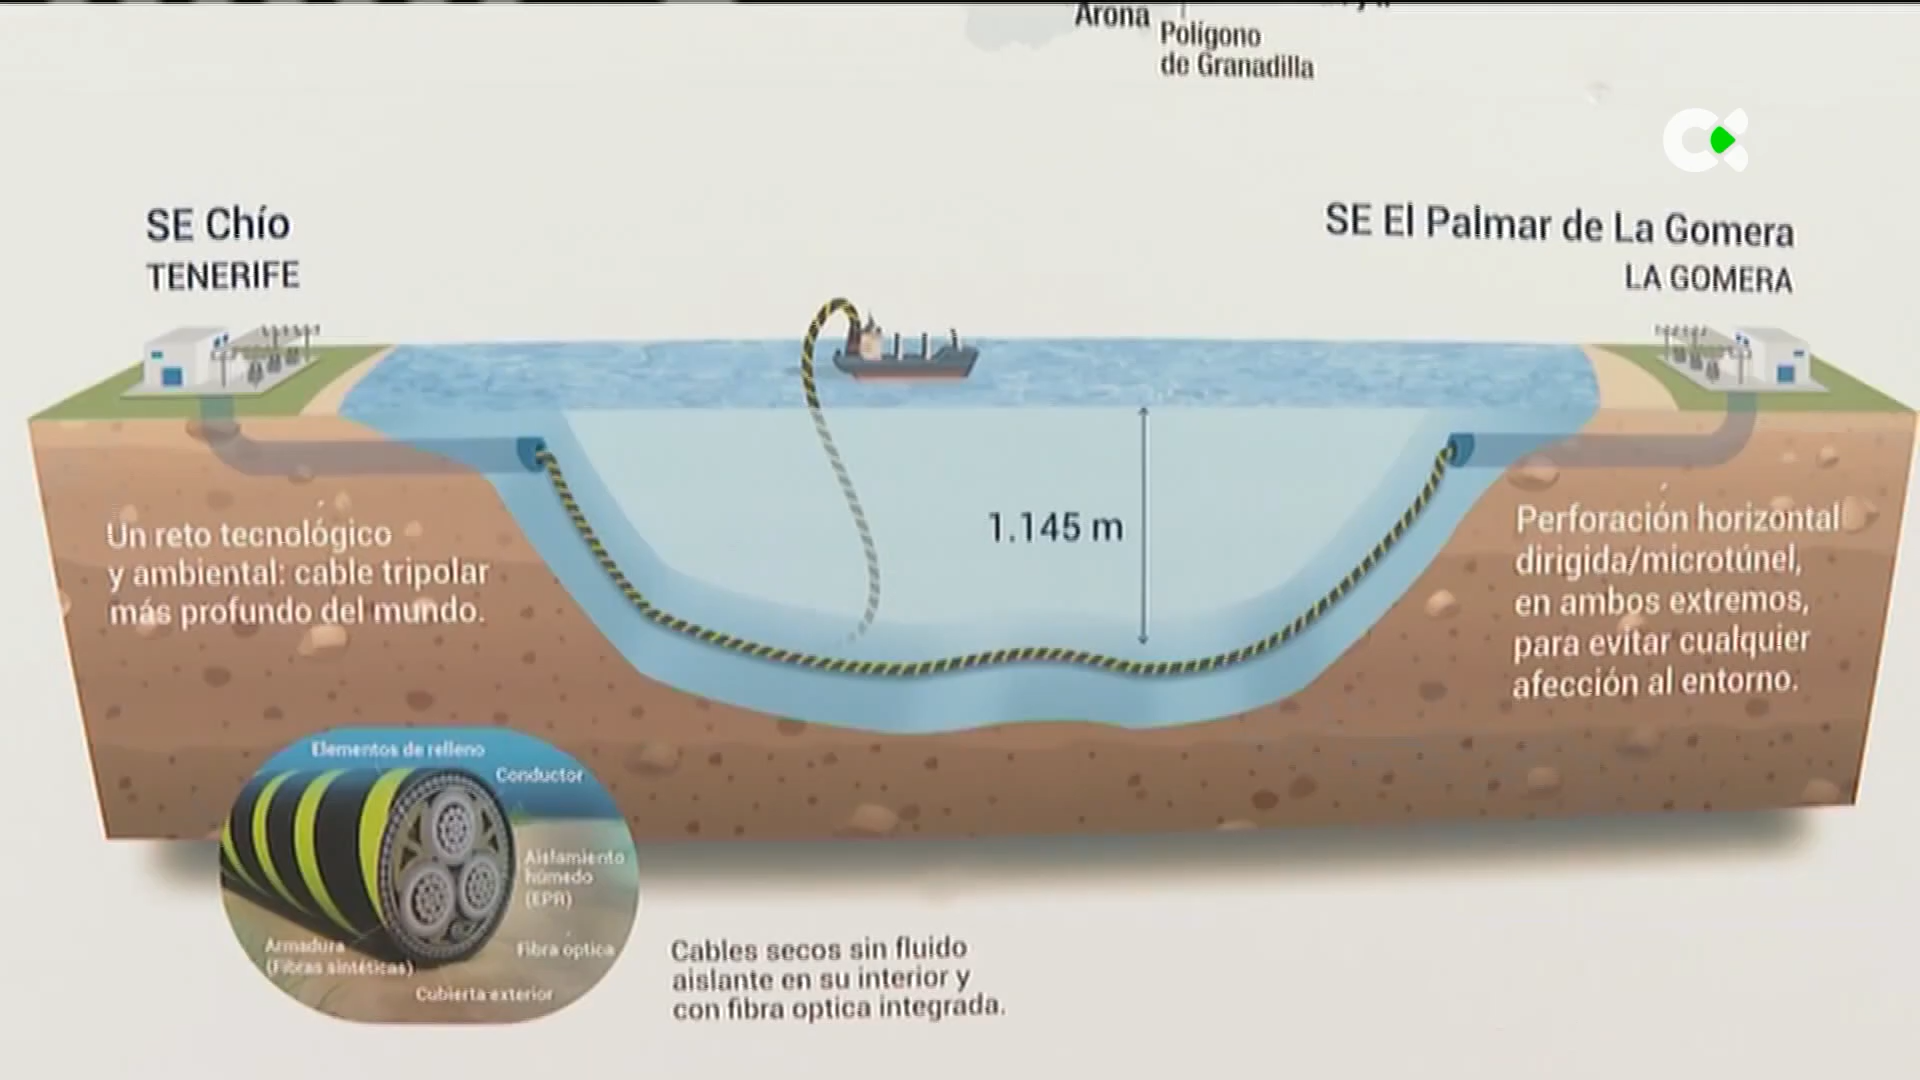 Arona
Polígono
de Granadilla
SE Chío
TENERIFE
SE El Palmar de La Gomera
LA GOMERA
1.145 m
Un reto tecnológico
y ambiental: cable tripolar
más profundo del mundo.
Perforación horizontal
dirigida/microtúnel,
en ambos extremos,
para evitar cualquier
afección al entorno.
Elementos de relleno
Conductor
Aislamiento
húmedo
(EPR)
Fibra optica
Armadura
(Fibras sintéticas)
Cubierta exterior
Cables secos sin fluido
aislante en su interior y
con fibra optica integrada.